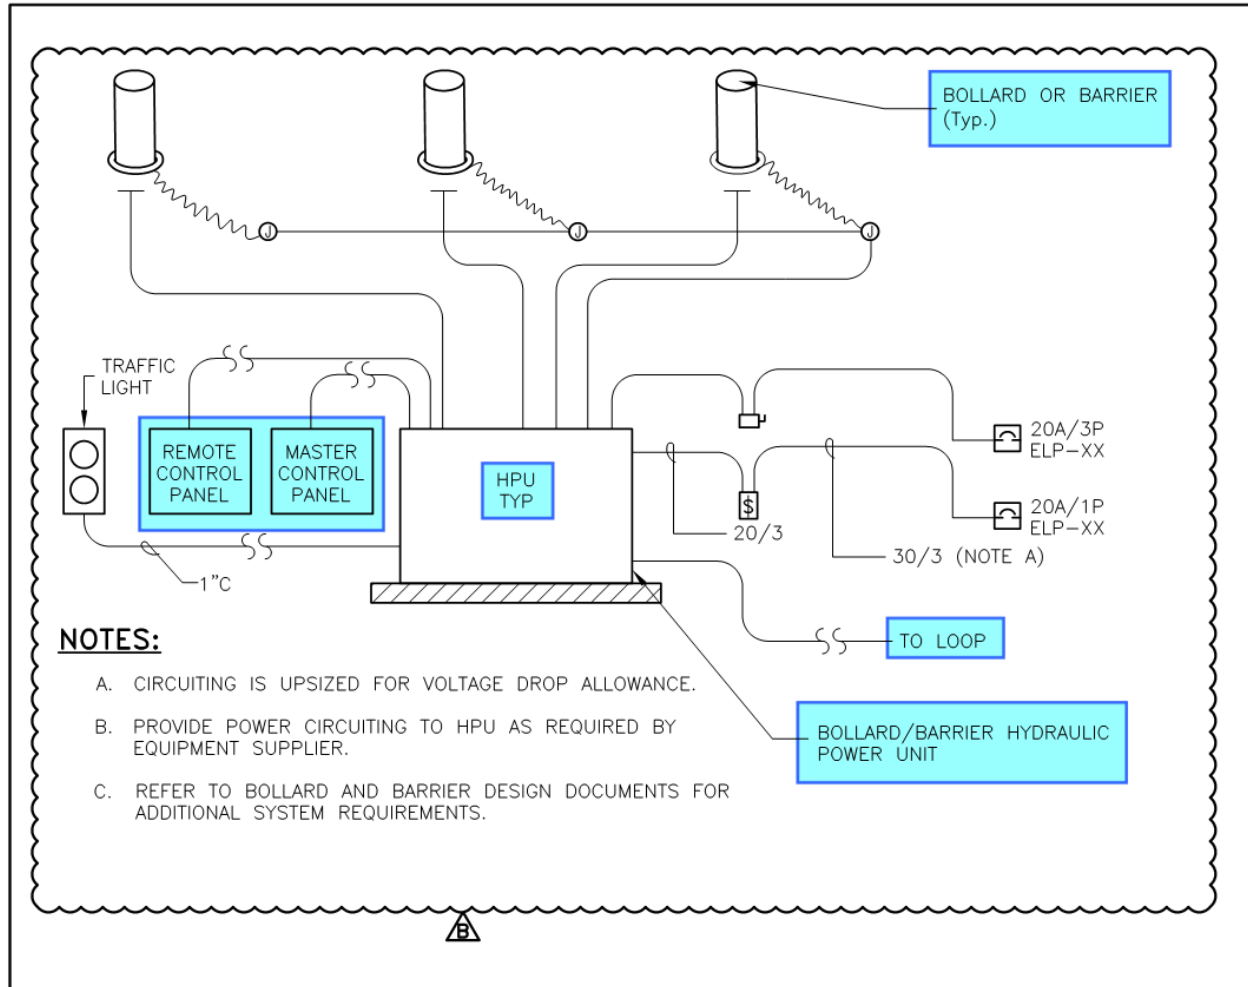 BOLLARD OR BARRIER
(Typ.)
J
J
J
TRAFFIC
LIGHT
REMOTE
CONTROL
PANEL
MASTER
CONTROL
PANEL
HPU
TYP
20A/3P
ELP-XX
$
20A/1P
ELP-XX
20/3
30/3 (NOTE A)
1"C
TO LOOP
BOLLARD/BARRIER HYDRAULIC
POWER UNIT
NOTES:
A. CIRCUITING IS UPSIZED FOR VOLTAGE DROP ALLOWANCE.
B. PROVIDE POWER CIRCUITING TO HPU AS REQUIRED BY
EQUIPMENT SUPPLIER.
C. REFER TO BOLLARD AND BARRIER DESIGN DOCUMENTS FOR
ADDITIONAL SYSTEM REQUIREMENTS.
B